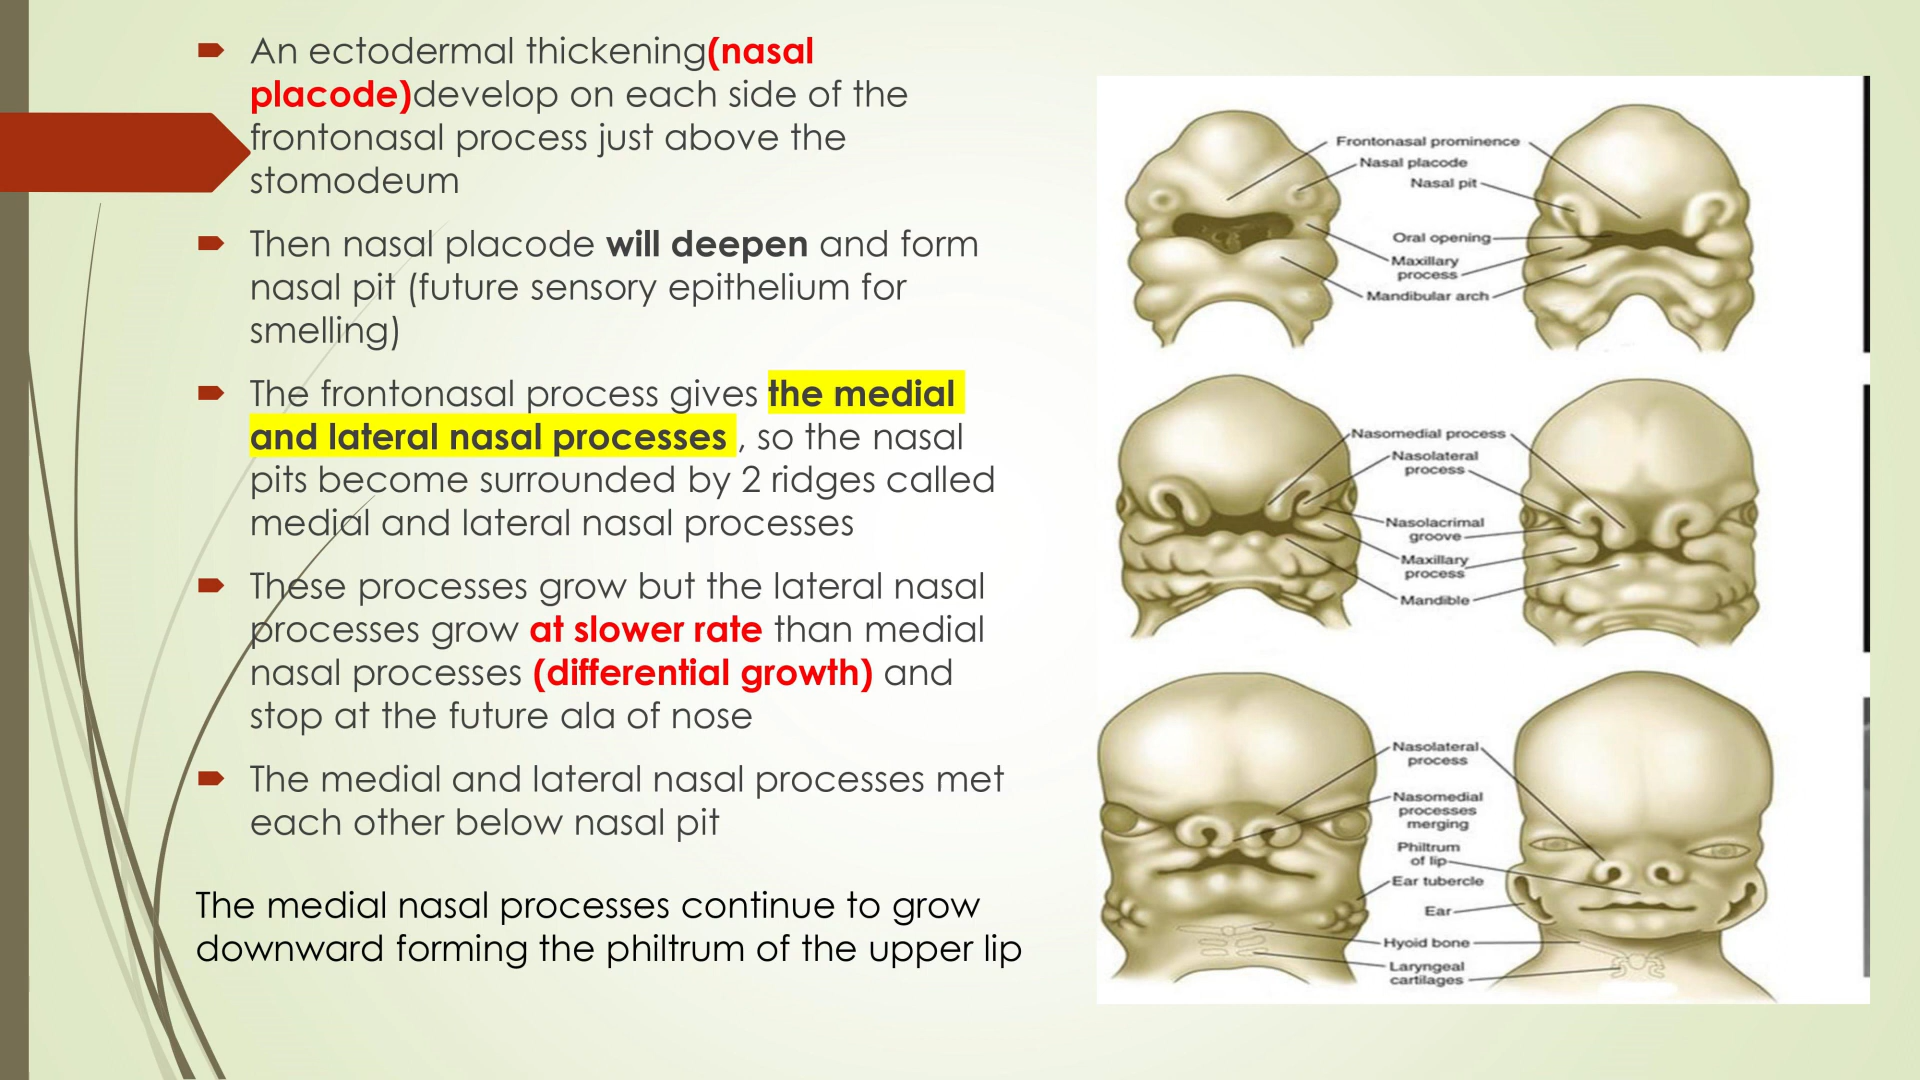 An ectodermal thickening(nasal
placode)develop on each side of the
frontonasal process just above the
stomodeum
Then nasal placode will deepen and form
nasal pit (future sensory epithelium for
smelling)
The frontonasal process gives the medial
and lateral nasal processes , so the nasal
pits become surrounded by 2 ridges called
medial and lateral nasal processes
These processes grow but the lateral nasal
processes grow at slower rate than medial
nasal processes (differential growth) and
stop at the future ala of nose
The medial and lateral nasal processes met
each other below nasal pit
The medial nasal processes continue to grow
downward forming the philtrum of the upper lip
Frontonasal prominence
Nasal placode
Nasal pit
Oral opening
Maxillary
process
Mandibular arch
Nasomedial process
Nasolateral
process
Nasolacrimal
groove
Maxillary
process
Mandible
Nasolateral
process
Nasomedial
processes
merging
Philtrum
of lip
Ear tubercle
Ear
Hyoid bone
Laryngeal
cartilages